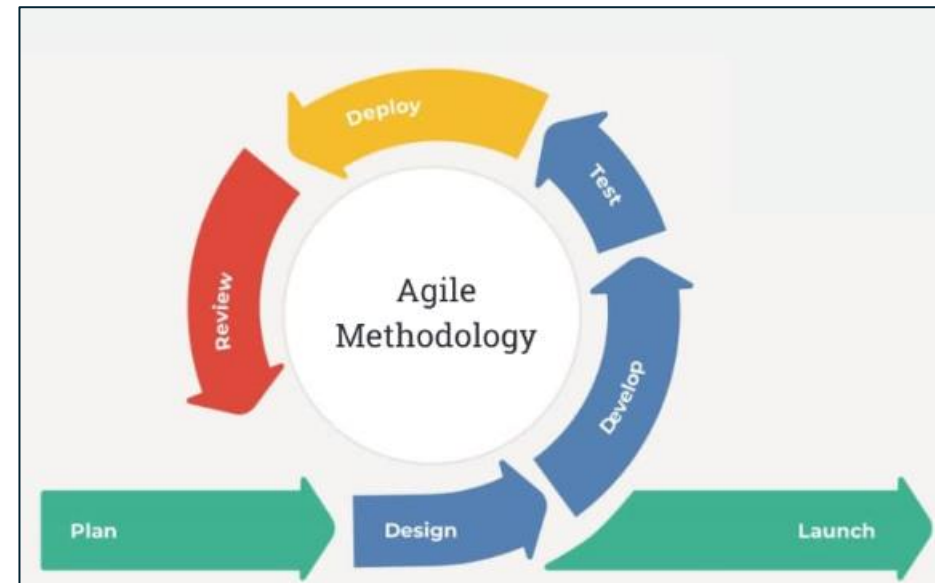 Deploy
Test
Review
Agile
Methodology
Develop
Plan
Design
Launch